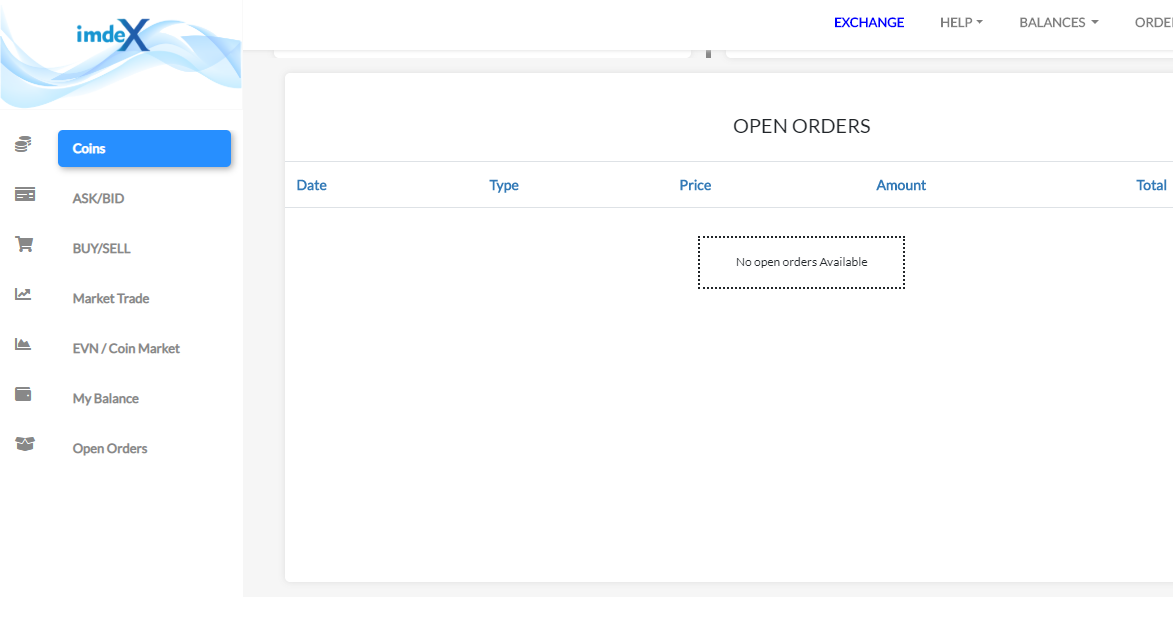 imdeX
EXCHANGE HELP BALANCES
Coins
ASK/BID
BUY/SELL
Market Trade
EVN / Coin Market
My Balance
Open Orders
OPEN ORDERS
Date Type Price Amount Total
No open orders Available